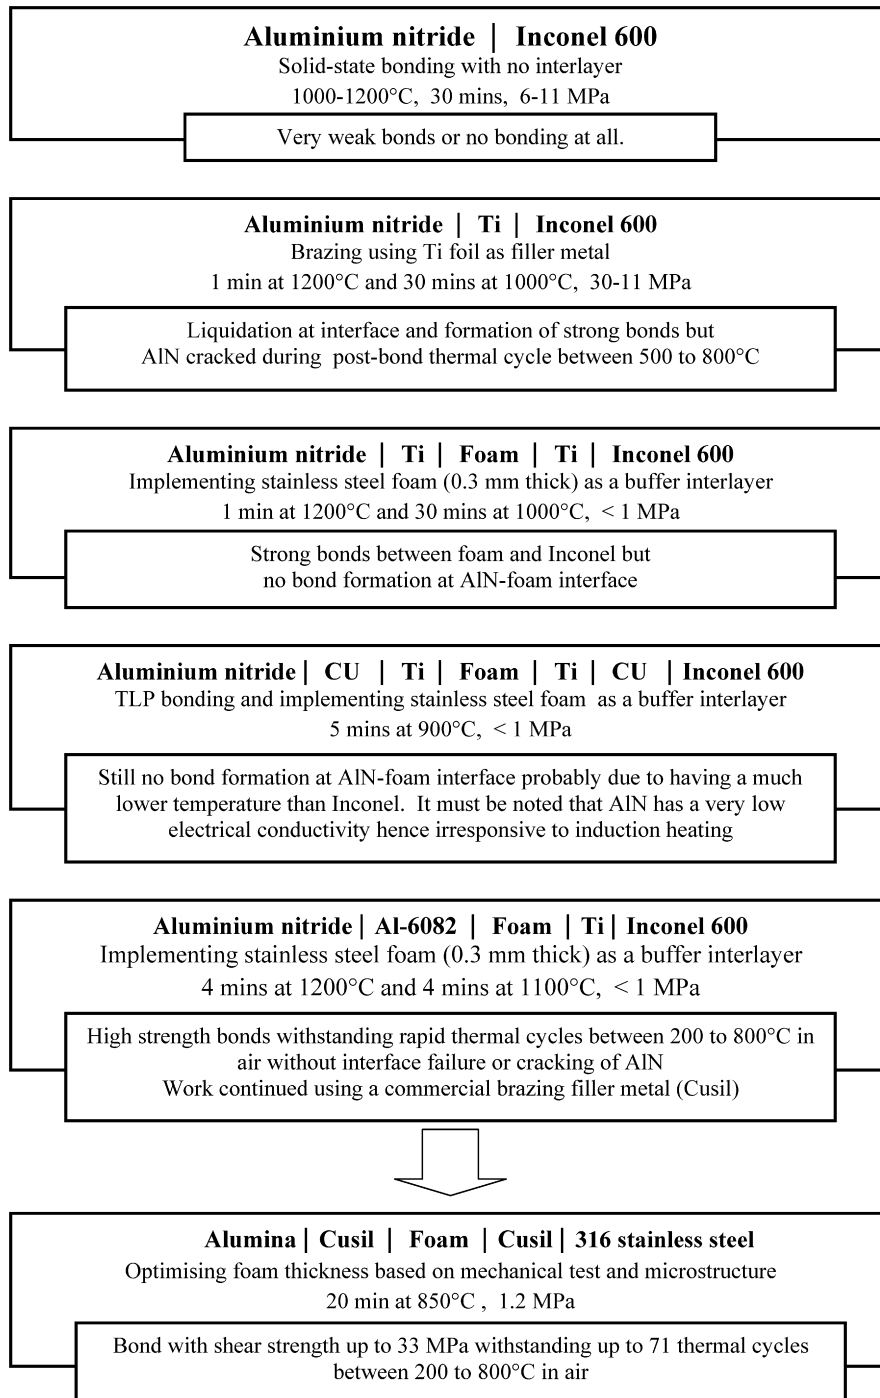 Aluminium nitride | Inconel 600
Solid-state bonding with no interlayer
1000-1200°C, 30 mins, 6-11 MPa
Very weak bonds or no bonding at all.
Aluminium nitride | Ti | Inconel 600
Brazing using Ti foil as filler metal
1 min at 1200°C and 30 mins at 1000°C, 30-11 MPa
Liquidation at interface and formation of strong bonds but
AlN cracked during post-bond thermal cycle between 500 to 800°C
Aluminium nitride | Ti | Foam | Ti | Inconel 600
Implementing stainless steel foam (0.3 mm thick) as a buffer interlayer
1 min at 1200°C and 30 mins at 1000°C, < 1 MPa
Strong bonds between foam and Inconel but
no bond formation at AlN-foam interface
Aluminium nitride | CU | Ti | Foam | Ti | CU | Inconel 600
TLP bonding and implementing stainless steel foam as a buffer interlayer
5 mins at 900°C, < 1 MPa
Still no bond formation at AlN-foam interface probably due to having a much
lower temperature than Inconel. It must be noted that AlN has a very low
electrical conductivity hence irresponsive to induction heating
Aluminium nitride | Al-6082 | Foam | Ti | Inconel 600
Implementing stainless steel foam (0.3 mm thick) as a buffer interlayer
4 mins at 1200°C and 4 mins at 1100°C, < 1 MPa
High strength bonds withstanding rapid thermal cycles between 200 to 800°C in
air without interface failure or cracking of AlN
Work continued using a commercial brazing filler metal (Cusil)
Alumina | Cusil | Foam | Cusil | 316 stainless steel
Optimising foam thickness based on mechanical test and microstructure
20 min at 850°C , 1.2 MPa
Bond with shear strength up to 33 MPa withstanding up to 71 thermal cycles
between 200 to 800°C in air